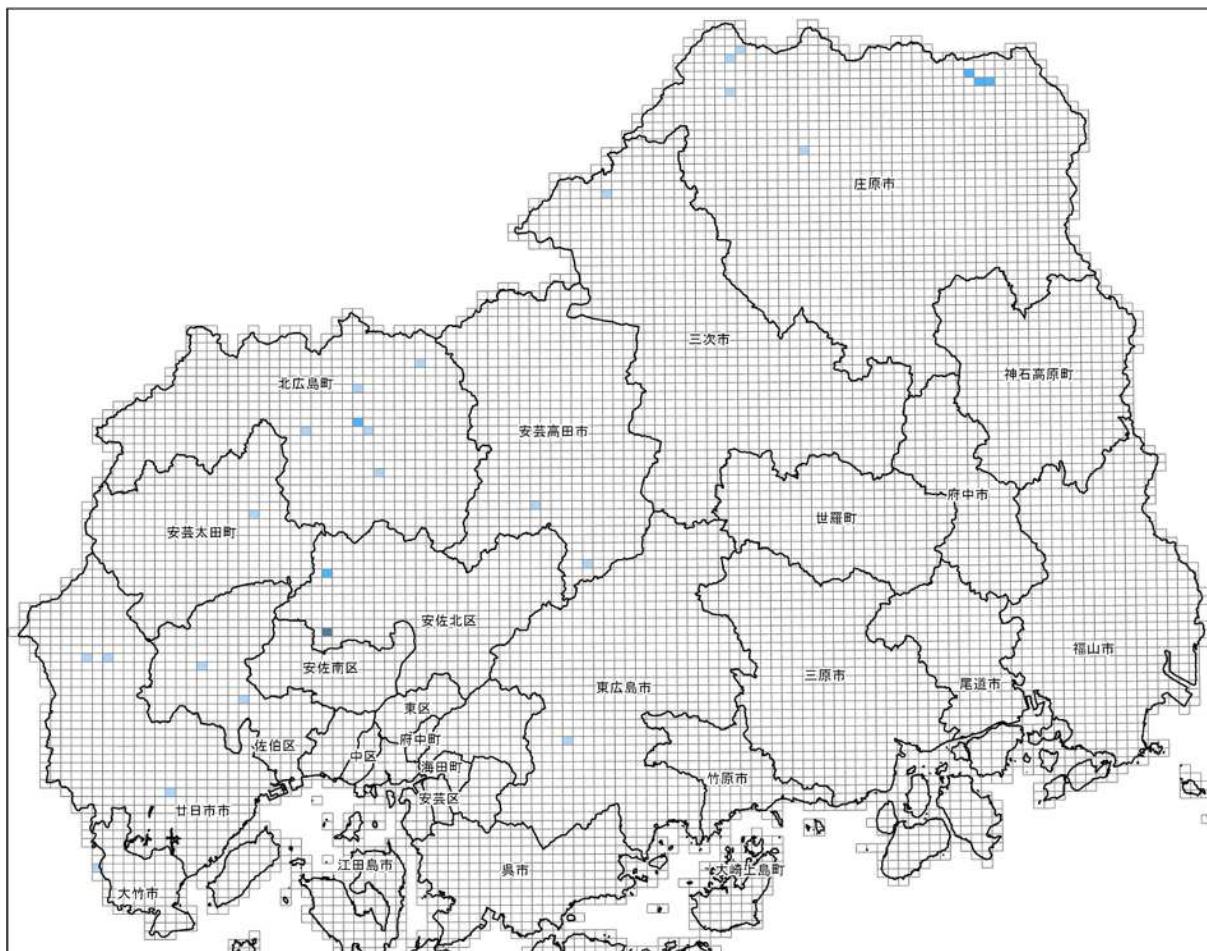 庄原市
三次市
神石高原町
北広島町
安芸高田市
府中市
世羅町
安芸太田町
安佐北区
福山市
安佐南区
三原市
尾道市
東広島市
東区
府中町
佐伯区
中区
海田町
竹原市
安芸区
廿日市市
江田島市
呉市
大崎上島町
大竹市